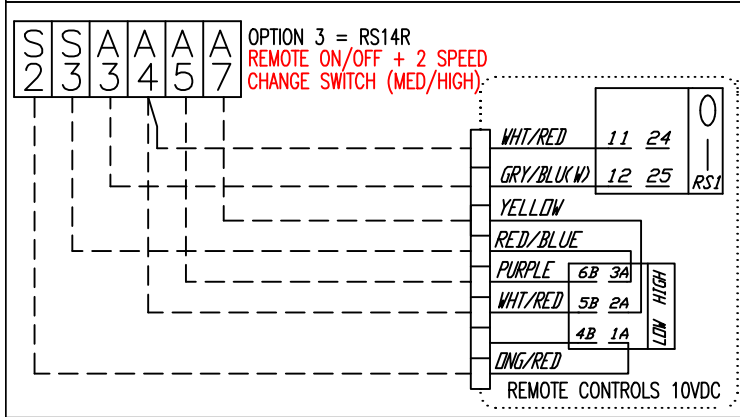 S2 S3 A3 A4 A5 A7
OPTION 3 = RS14R
REMOTE ON/OFF + 2 SPEED
CHANGE SWITCH (MED/HIGH)
WHT/RED 11 24
GRY/BLU(W) 12 25
RS1
YELLOW
RED/BLUE
PURPLE 6B 3A
WHT/RED 5B 2A
4B 1A
LOW HIGH
ONG/RED
REMOTE CONTROLS 10VDC